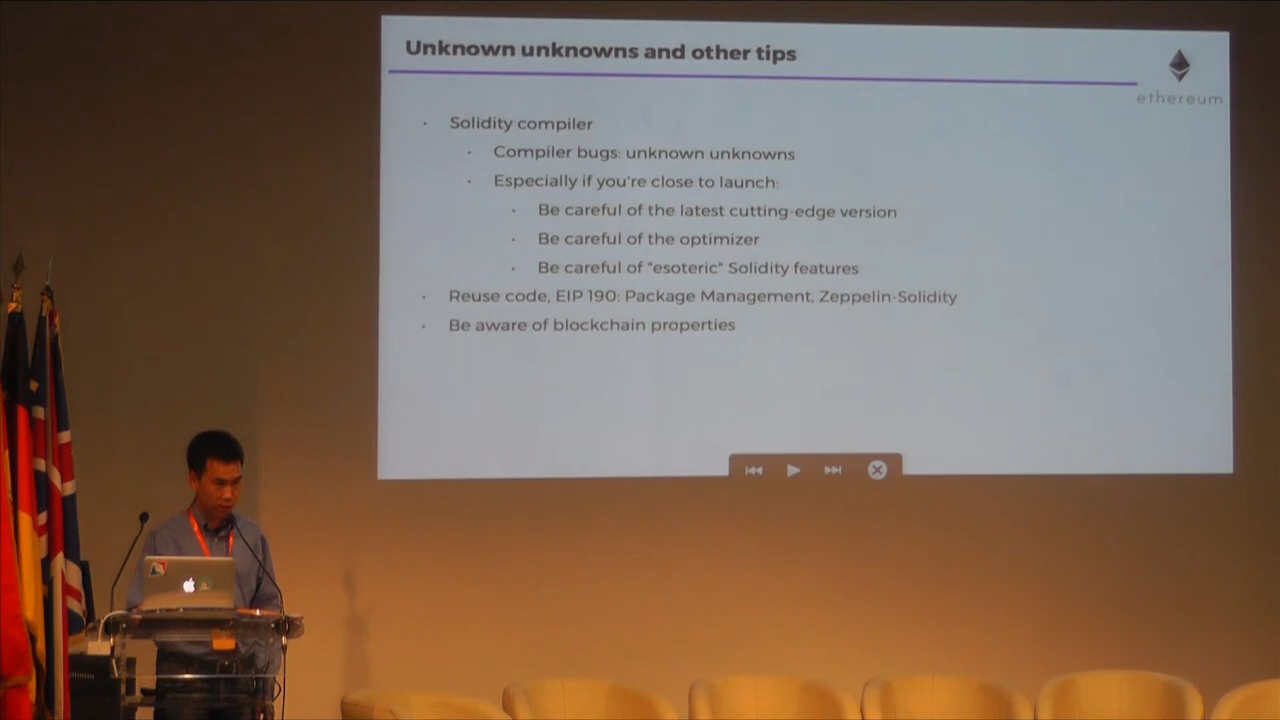 Unknown unknowns and other tips
ethereum
Solidity compiler
Compiler bugs: unknown unknowns
Especially if you're close to launch:
Be careful of the latest cutting-edge version
Be careful of the optimizer
Be careful of "esoteric" Solidity features
Reuse code, EIP 190: Package Management, Zeppelin-Solidity
Be aware of blockchain properties